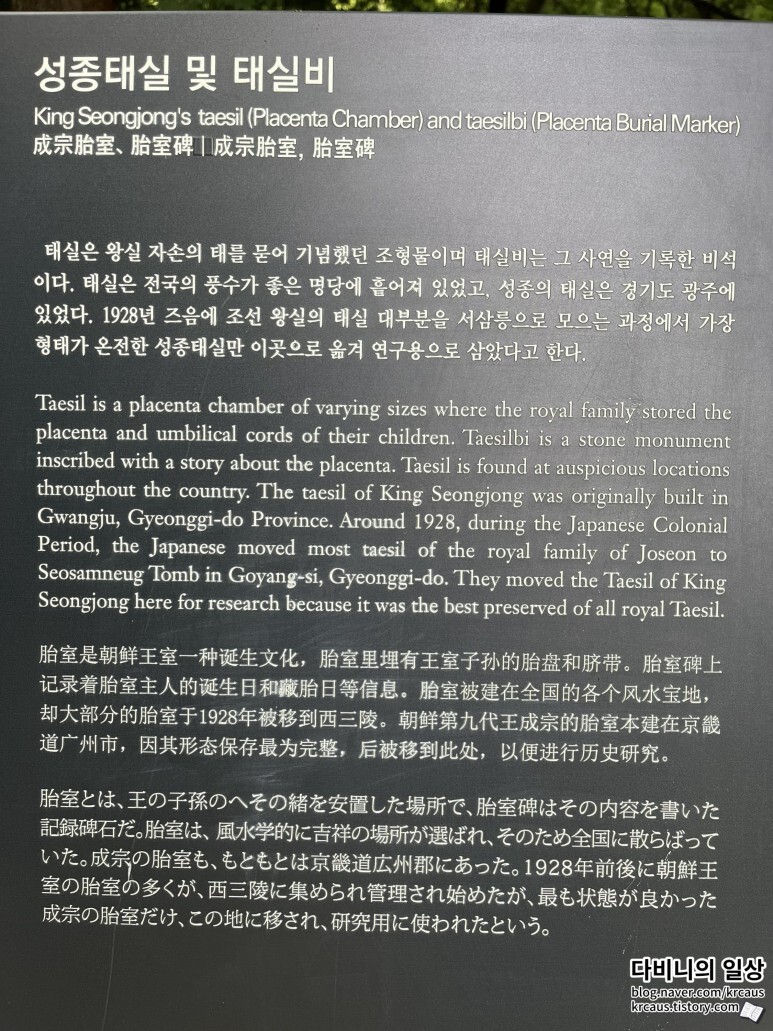 성종태실 및 태실비
King Seongjong's taesil (Placenta Chamber) and taesilbi (Placenta Burial Marker)
成宗胎室、胎室碑 | 成宗胎室, 胎室碑
태실은 왕실 자손의 태를 묻어 기념했던 조형물이며 태실비는 그 사연을 기록한 비석
이다. 태실은 전국의 풍수가 좋은 명당에 흩어져 있었고, 성종의 태실은 경기도 광주에
있었다. 1928년 즈음에 조선 왕실의 태실 대부분을 서삼릉으로 모으는 과정에서 가장
형태가 온전한 성종태실만 이곳으로 옮겨 연구용으로 삼았다고 한다.
Taesil is a placenta chamber of varying sizes where the royal family stored the
placenta and umbilical cords of their children. Taesilbi is a stone monument
inscribed with a story about the placenta. Taesil is found at auspicious locations
throughout the country. The taesil of King Seongjong was originally built in
Gwangju, Gyeonggi-do Province. Around 1928, during the Japanese Colonial
Period, the Japanese moved most taesil of the royal family of Joseon to
Seosamneug Tomb in Goyang-si, Gyeonggi-do. They moved the Taesil of King
Seongjong here for research because it was the best preserved of all royal Taesil.
胎室是朝鲜王室一种诞生文化，胎室里埋有王室子孙的胎盘和脐带。胎室碑上
记录着胎室主人的诞生日和藏胎日等信息。胎室被建在全国的各个风水宝地，
却大部分的胎室于1928年被移到西三陵。朝鲜第九代王成宗的胎室本建在京畿
道广州市，因其形态保存最为完整，后被移到此处，以便进行历史研究。
胎室とは、王の子孫のへその緒を安置した場所で、胎室碑はその内容を書いた
記録碑石だ。胎室は、風水学的に吉祥の場所が選ばれ、そのため全国に散らばって
いた。成宗の胎室も、もともとは京畿道広州郡にあった。1928年前後に朝鮮王
室の胎室の多くが、西三陵に集められ管理され始めたが、最も状態が良かった
成宗の胎室だけ、この地に移され、研究用に使われたという。
다비니의 일상
blog.naver.com/krcaus
krcaus.tistory.com